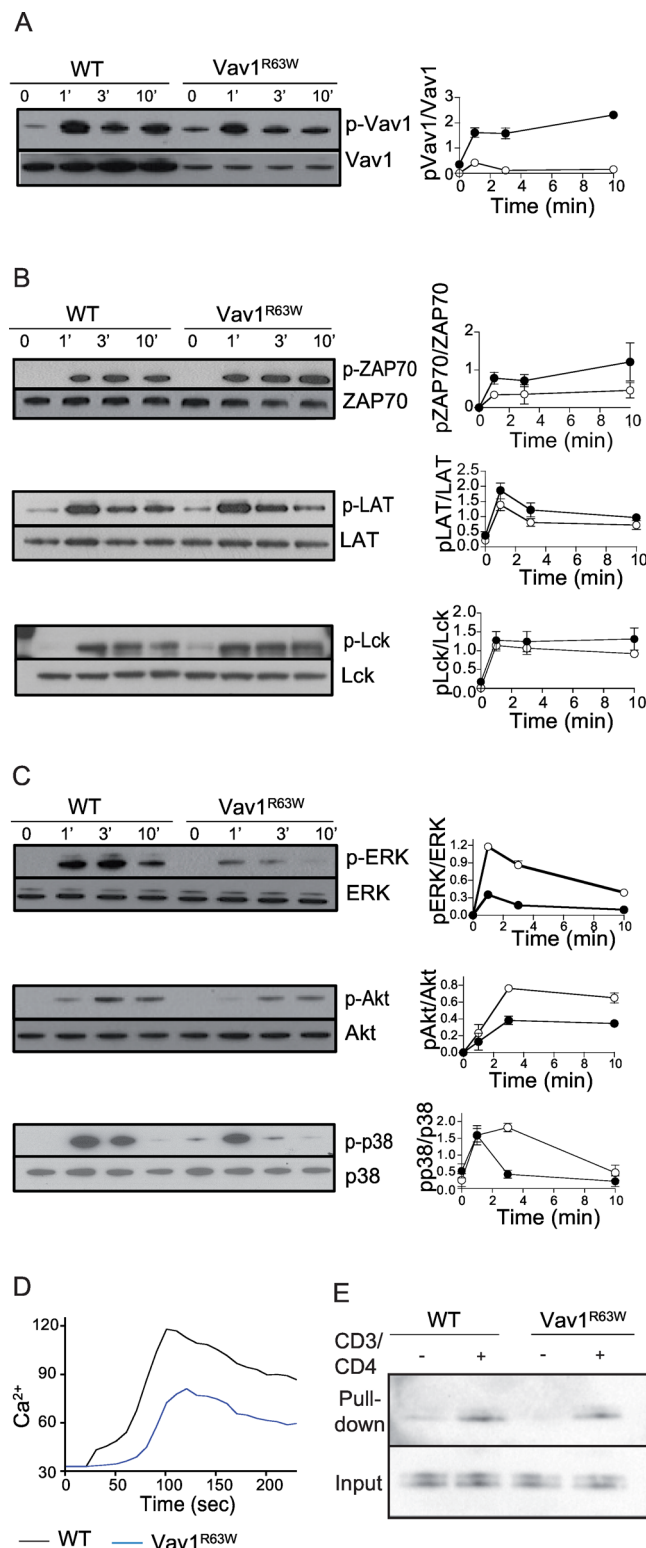 A
WT Vav1R63W
0 1' 3' 10' 0 1' 3' 10'
p-Vav1
Vav1
pVav1/Vav1
3
2
1
0
0 2 4 6 8 10
Time (min)
B
WT Vav1R63W
0 1' 3' 10' 0 1' 3' 10'
p-ZAP70
ZAP70
pZAP70/ZAP70
2
1
0
0 2 4 6 8 10
Time (min)
p-LAT
LAT
pLAT/LAT
2.5
2.0
1.5
1.0
0.5
0.0
0 2 4 6 8 10
Time (min)
p-Lck
Lck
pLck/Lck
2.0
1.5
1.0
0.5
0.0
0 2 4 6 8 10
Time (min)
C
WT Vav1R63W
0 1' 3' 10' 0 1' 3' 10'
p-ERK
ERK
pERK/ERK
1.2
0.9
0.6
0.3
0.0
0 2 4 6 8 10
Time (min)
p-Akt
Akt
pAkt/Akt
0.8
0.6
0.4
0.2
0
0 2 4 6 8 10
Time (min)
p-p38
p38
pp38/p38
2.0
1.5
1.0
0.5
0.0
0 2 4 6 8 10
Time (min)
D
Ca2+
120
90
60
30
0 50 100 150 200
Time (sec)
WT Vav1R63W
E
WT Vav1R63W
CD3/
CD4
- + - +
Pull-
down
Input